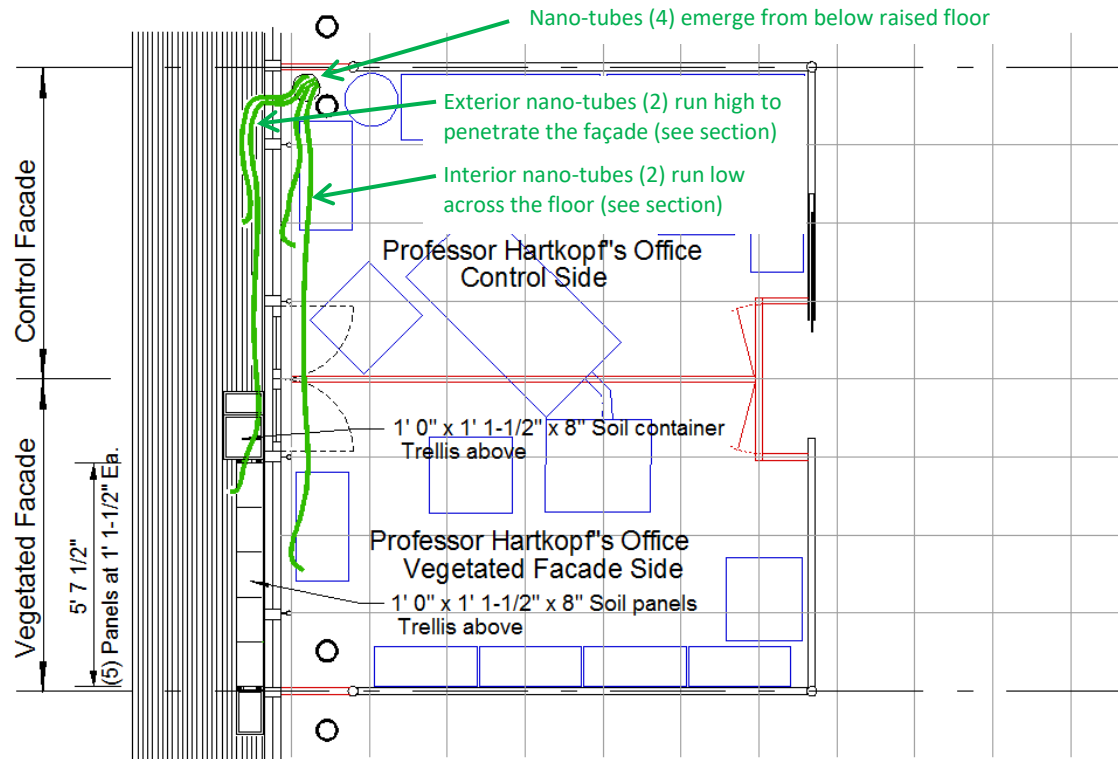 Nano-tubes (4) emerge from below raised floor
Exterior nano-tubes (2) run high to
penetrate the façade (see section)
Interior nano-tubes (2) run low
across the floor (see section)
Control Facade
Professor Hartkopf"s Office
Control Side
1' 0" x 1' 1-1/2" x 8" Soil container
Trellis above
Vegetated Facade
5' 7 1/2"
(5) Panels at 1' 1-1/2" Ea.
Professor Hartkopf"s Office
Vegetated Facade Side
1' 0" x 1' 1-1/2" x 8" Soil panels
Trellis above